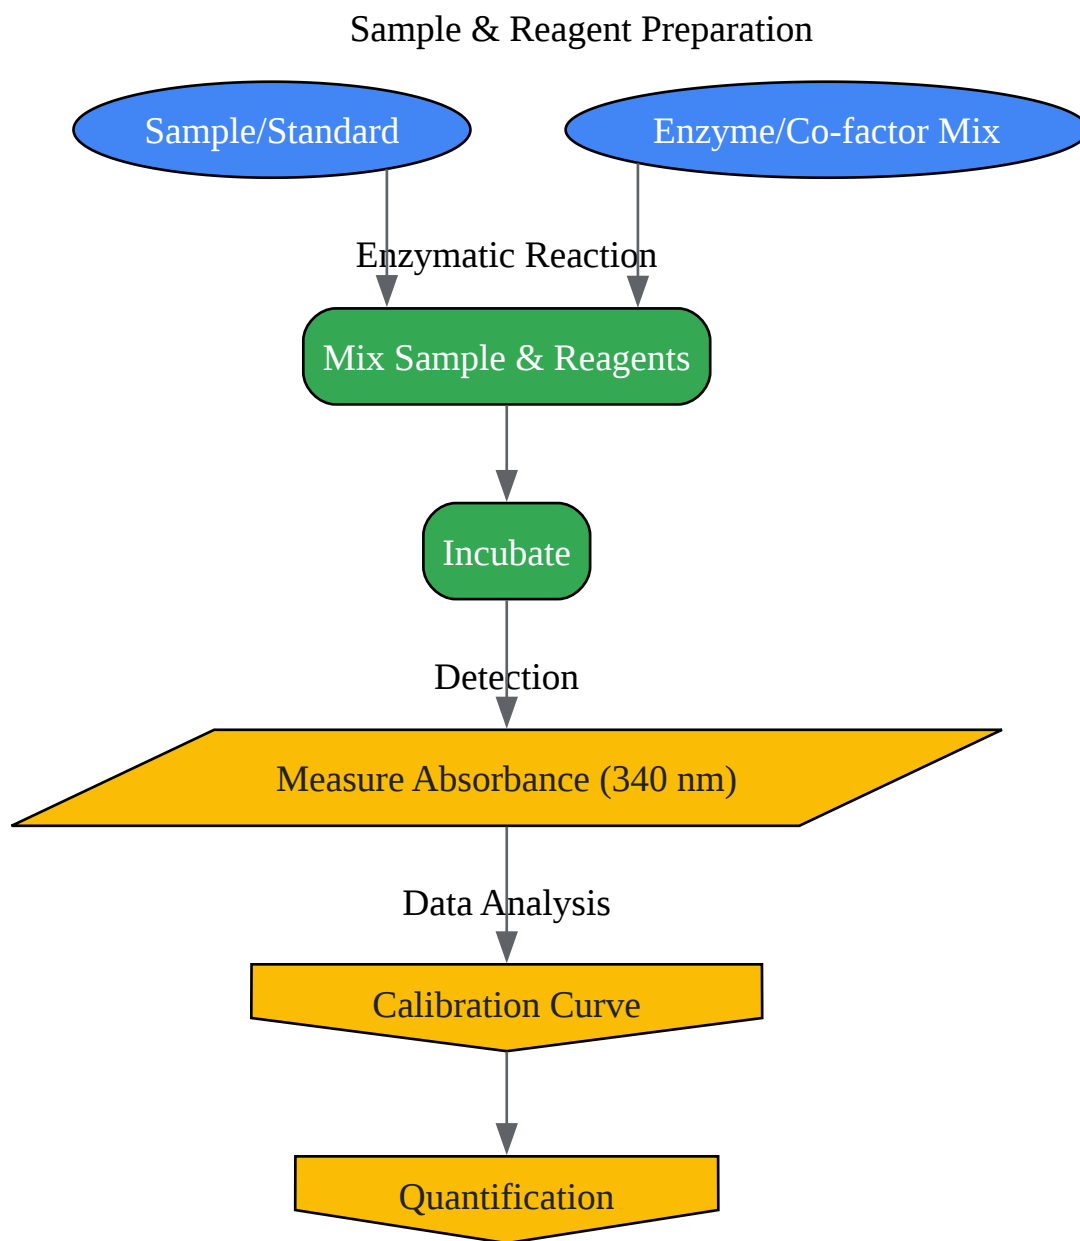 Sample & Reagent Preparation
Sample/Standard
Enzyme/Co-factor Mix
Enzymatic Reaction
Mix Sample & Reagents
Incubate
Detection
Measure Absorbance (340 nm)
Data Analysis
Calibration Curve
Quantification